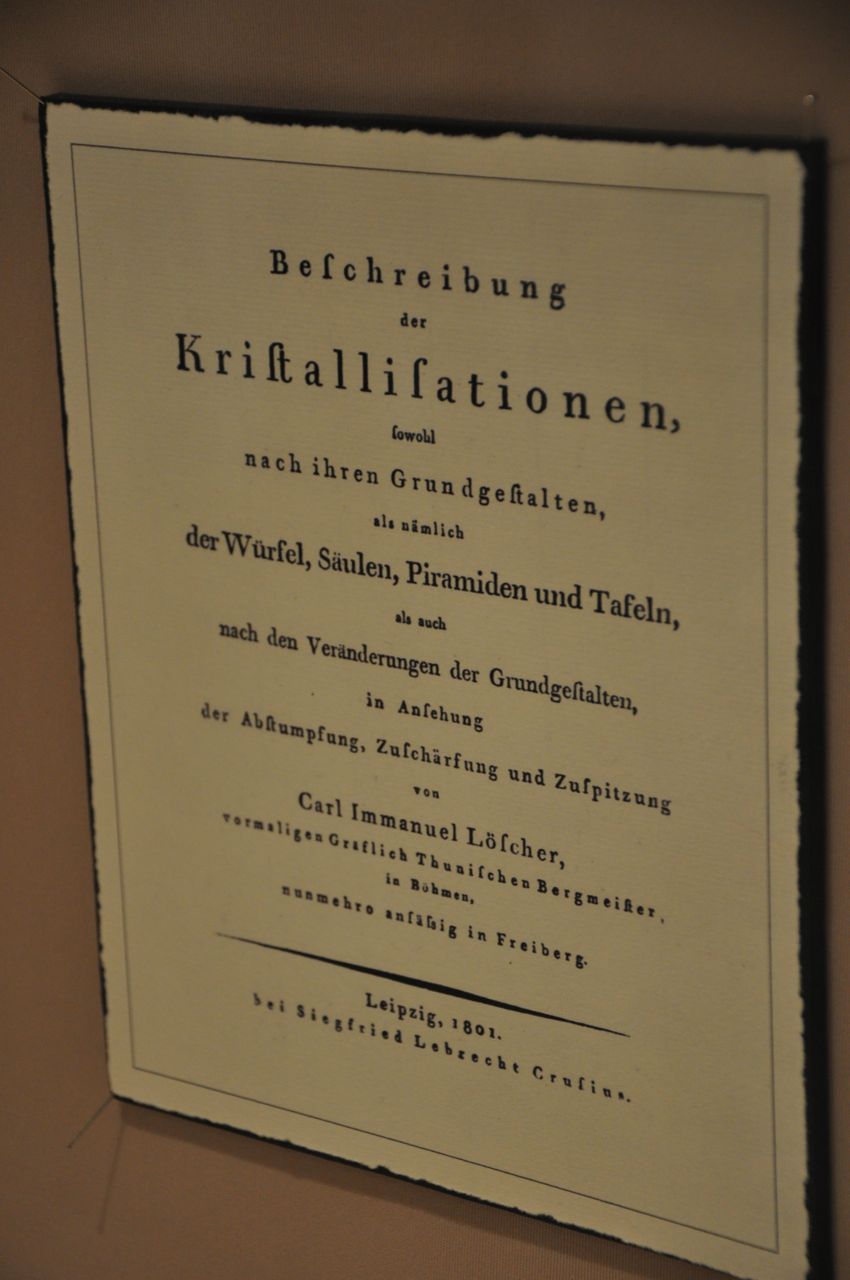 Beſchreibung
der
Kriſtalliſationen,
ſowohl
nach ihren Grundgeſtalten,
als nämlich
der Würfel, Säulen, Piramiden und Tafeln,
als auch
nach den Veränderungen der Grundgeſtalten,
in Anſehung
der Abſtumpfung, Zuſchärfung und Zuſpitzung
von
Carl Immanuel Löſcher,
vormaligen Gräflich Thuniſchen Bergmeiſter,
in Böhmen,
nunmehro anſäſsig in Freiberg.
Leipzig, 1801.
bei Siegfried Lebrecht Cruſius.